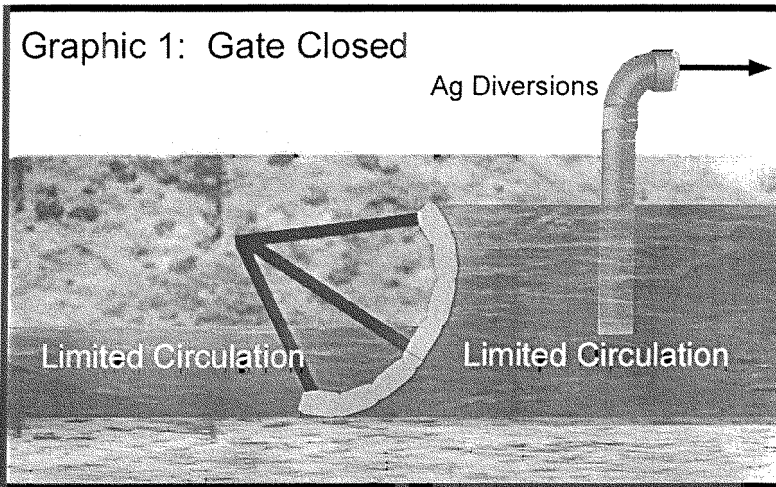 Graphic 1: Gate Closed
Ag Diversions
Limited Circulation
Limited Circulation